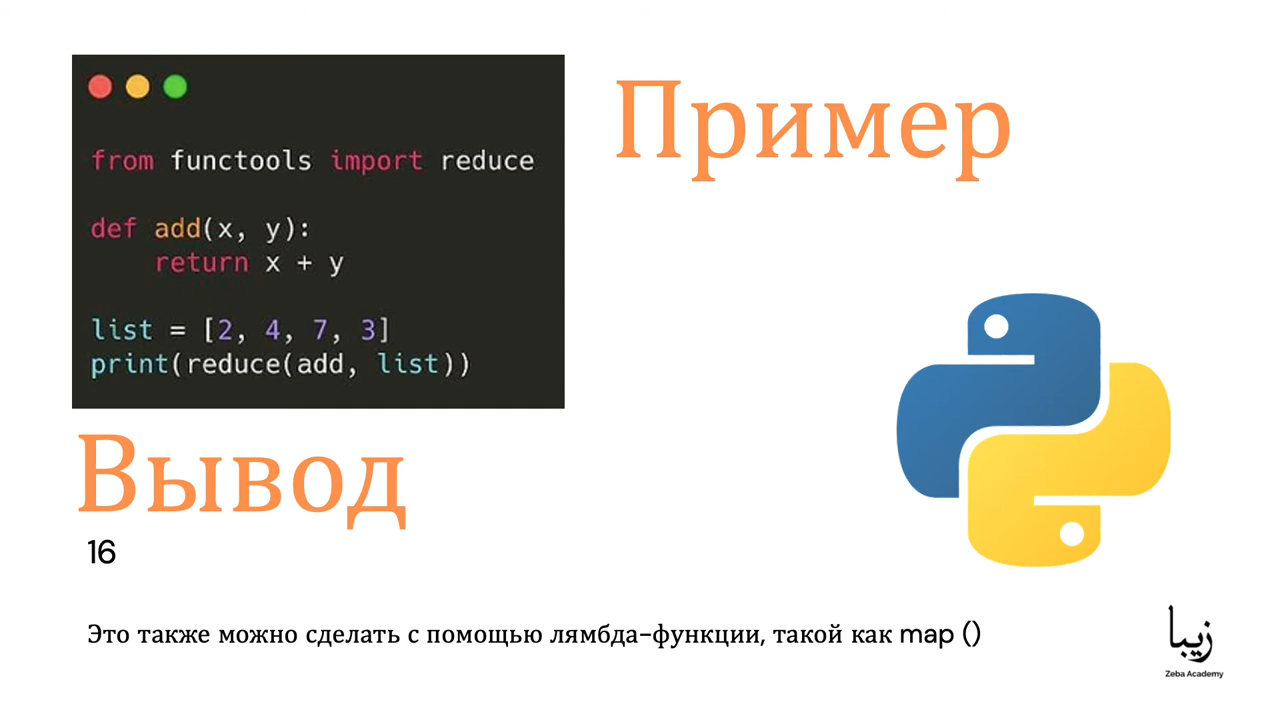 Пример
from functools import reduce
def add(x, y):
    return x + y
list = [2, 4, 7, 3]
print(reduce(add, list))
Вывод
16
Это также можно сделать с помощью лямбда-функции, такой как map ()
زيبا
Zeba Academy